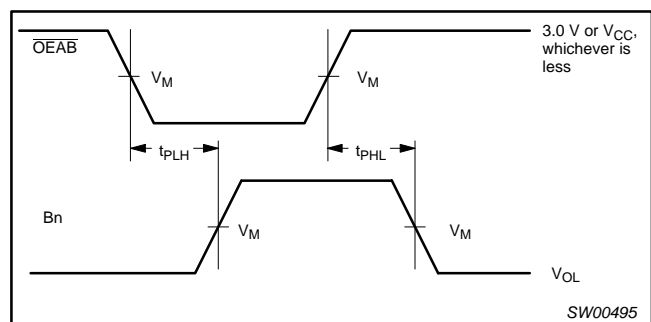 OEAB
3.0 V or VCC,
whichever is
less
VM
VM
tPLH
tPHL
Bn
VM
VM
VOL
SW00495